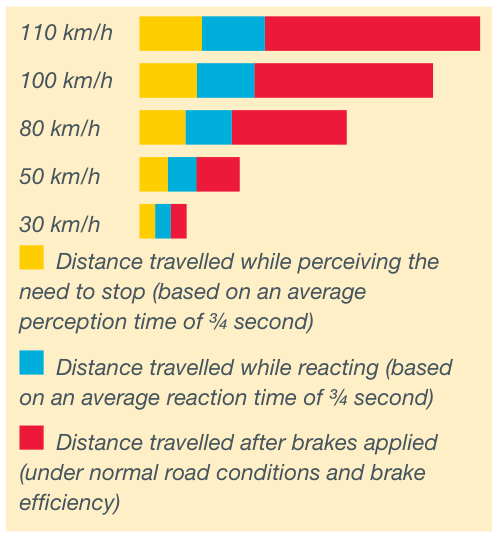 110 km/h
100 km/h
80 km/h
50 km/h
30 km/h
Distance travelled while perceiving the
need to stop (based on an average
perception time of ¾ second)
Distance travelled while reacting (based
on an average reaction time of ¾ second)
Distance travelled after brakes applied
(under normal road conditions and brake
efficiency)